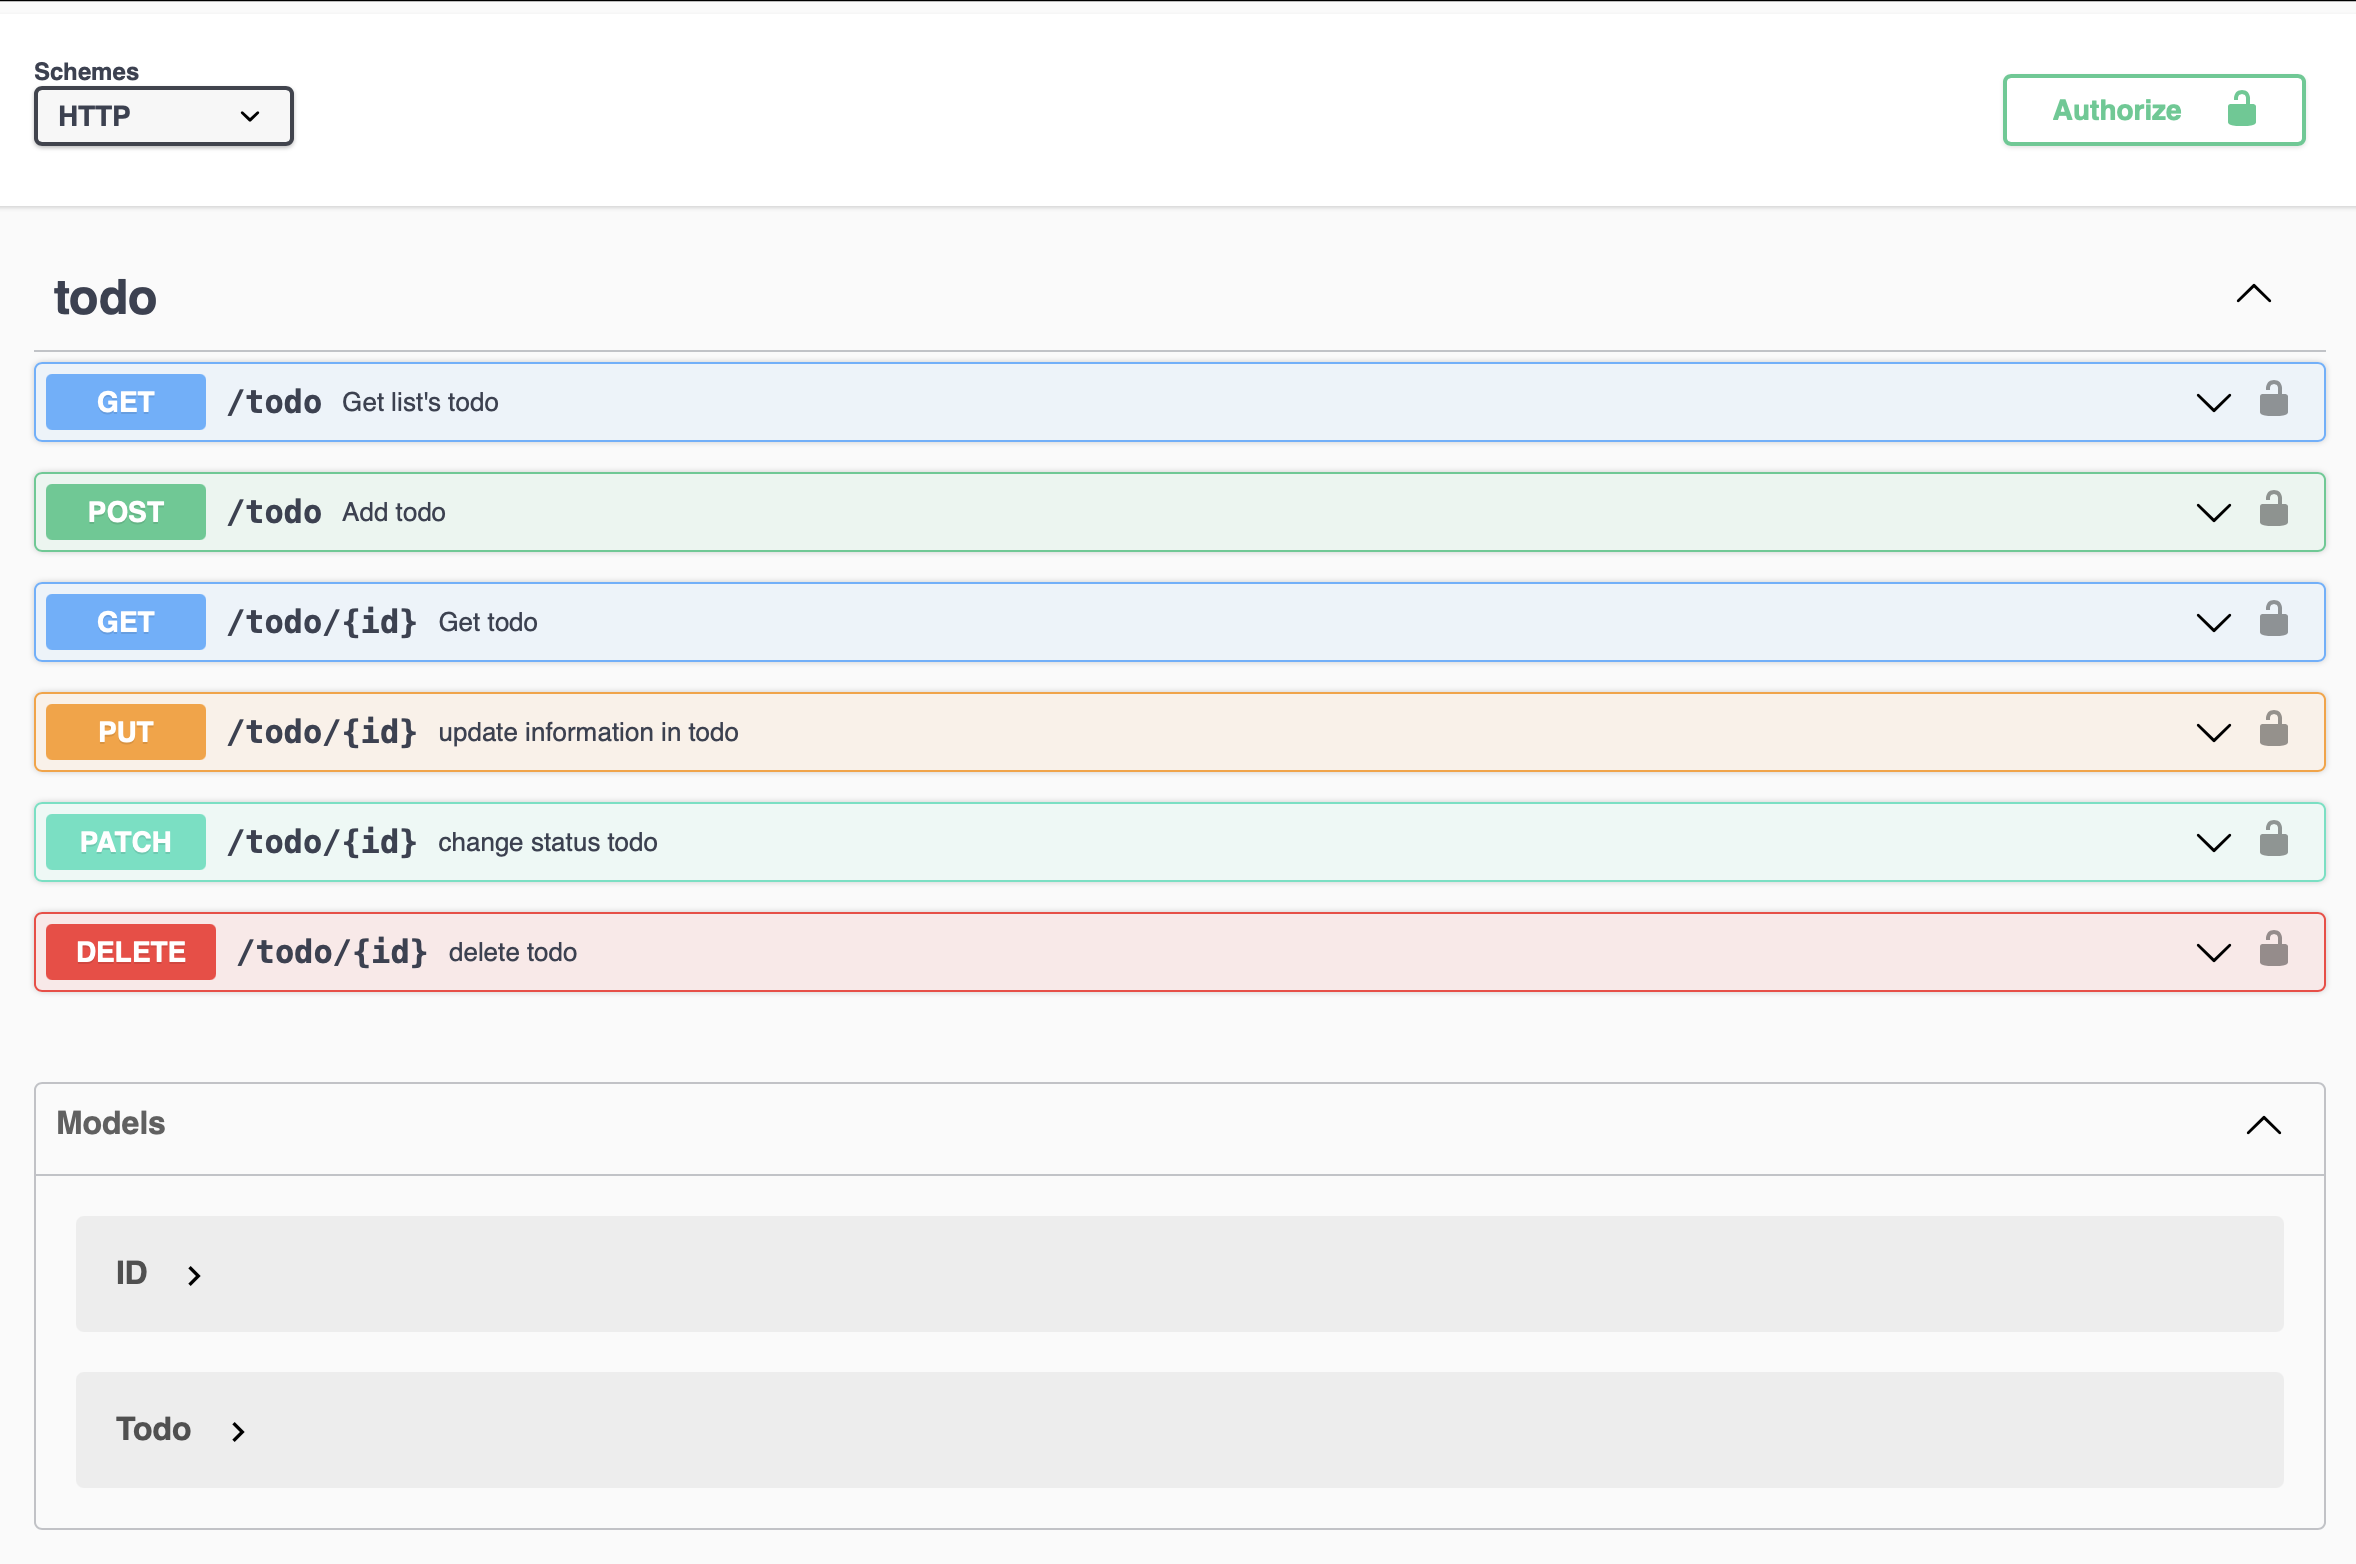 Schemes
HTTP
Authorize
todo
GET /todo Get list's todo
POST /todo Add todo
GET /todo/{id} Get todo
PUT /todo/{id} update information in todo
PATCH /todo/{id} change status todo
DELETE /todo/{id} delete todo
Models
ID
Todo